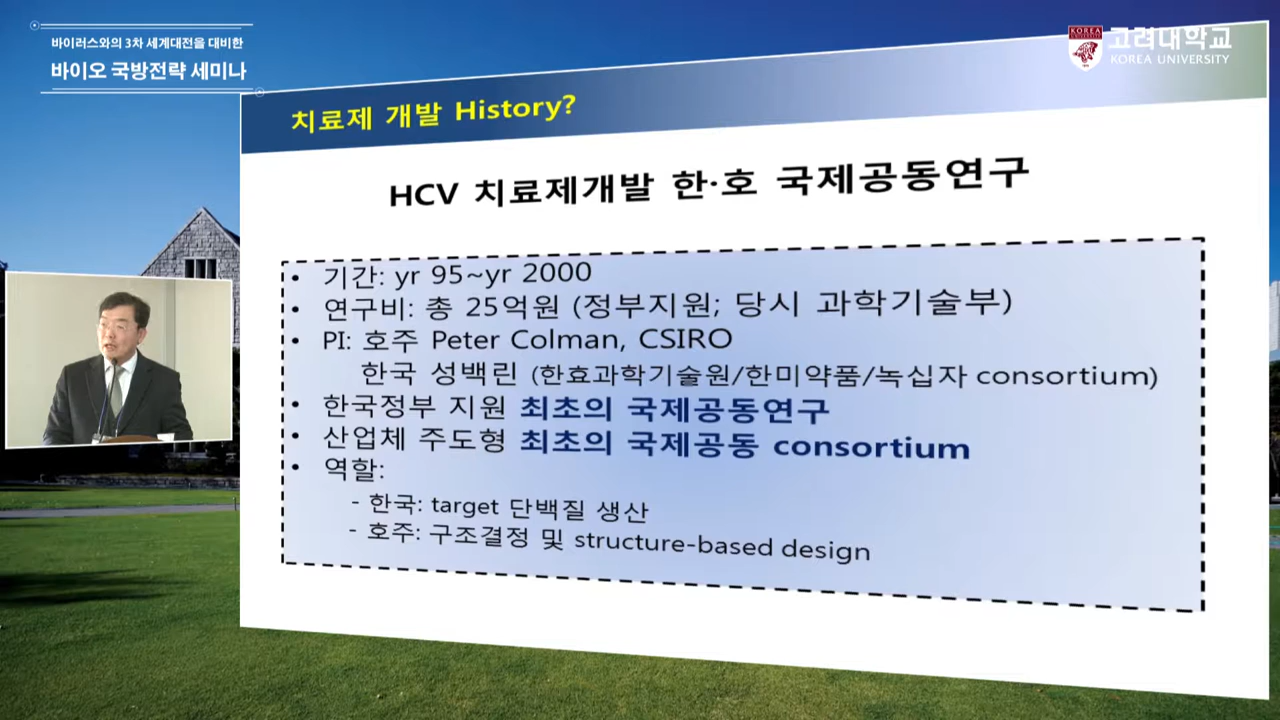 바이러스와의 3차 세계대전을 대비한
바이오 국방전략 세미나
KOREA
고려대학교
KOREA UNIVERSITY
치료제 개발 History?
HCV 치료제개발 한·호 국제공동연구
• 기간: yr 95~yr 2000
• 연구비: 총 25억원 (정부지원; 당시 과학기술부)
• PI: 호주 Peter Colman, CSIRO
한국 성백린 (한효과학기술원/한미약품/녹십자 consortium)
• 한국정부 지원 최초의 국제공동연구
• 산업체 주도형 최초의 국제공동 consortium
• 역할:
- 한국: target 단백질 생산
- 호주: 구조결정 및 structure-based design